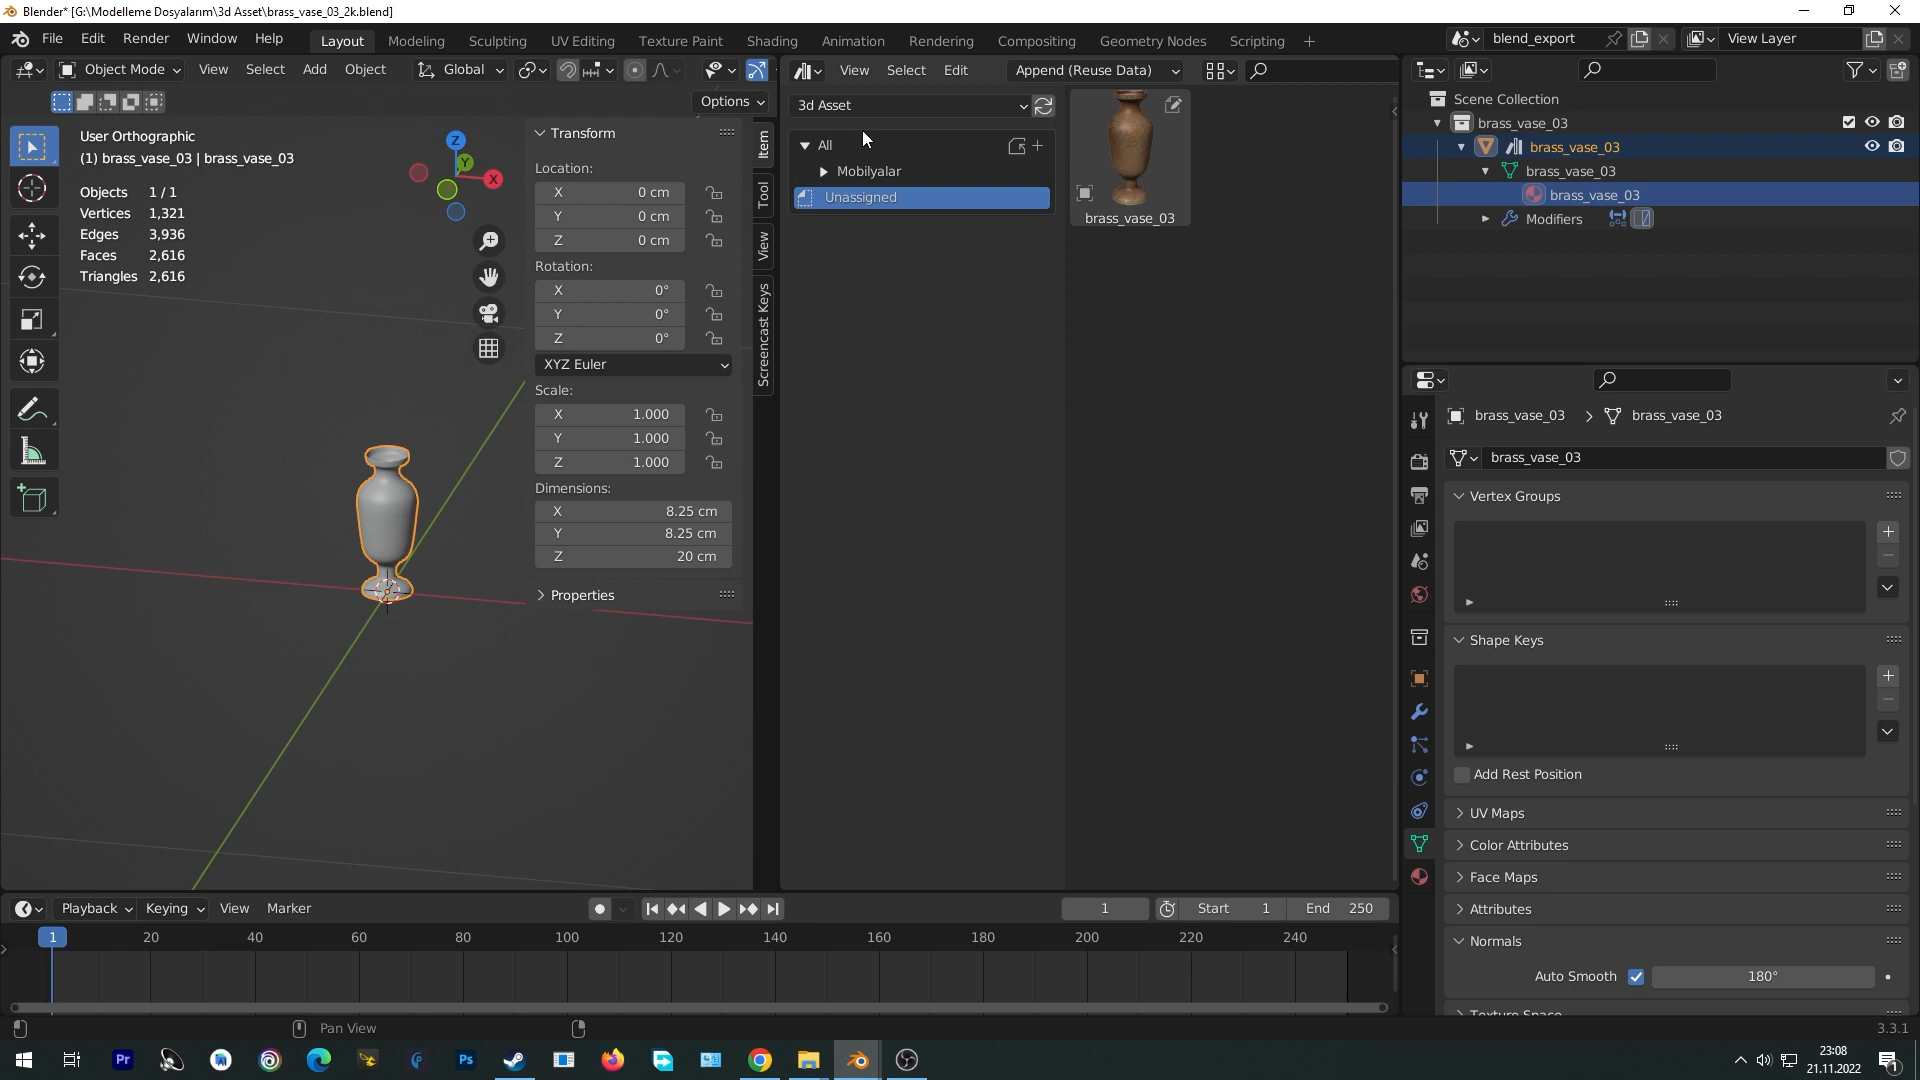 Blender* [G:\Modelleme Dosyalarım\3d Asset\brass_vase_03_2k.blend]
File Edit Render Window Help
Layout Modeling Sculpting UV Editing Texture Paint Shading Animation Rendering Compositing Geometry Nodes Scripting +
blend_export
View Layer
Object Mode View Select Add Object Global
Options
User Orthographic
(1) brass_vase_03 | brass_vase_03
Objects 1 / 1
Vertices 1,321
Edges 3,936
Faces 2,616
Triangles 2,616
Z
Y
X
Transform
Location:
X 0 cm
Y 0 cm
Z 0 cm
Rotation:
X 0°
Y 0°
Z 0°
XYZ Euler
Scale:
X 1.000
Y 1.000
Z 1.000
Dimensions:
X 8.25 cm
Y 8.25 cm
Z 20 cm
Properties
Item
Tool
View
Screencast Keys
View Select Edit Append (Reuse Data)
3d Asset
All
Mobilyalar
Unassigned
brass_vase_03
Scene Collection
brass_vase_03
brass_vase_03
brass_vase_03
brass_vase_03
Modifiers
brass_vase_03 > brass_vase_03
brass_vase_03
Vertex Groups
Shape Keys
Add Rest Position
UV Maps
Color Attributes
Face Maps
Attributes
Normals
Auto Smooth 180°
Texture Space
Playback Keying View Marker
1 Start 1 End 250
1 20 40 60 80 100 120 140 160 180 200 220 240
Pan View
3.3.1
Pr
Ps
23:08
21.11.2022
1